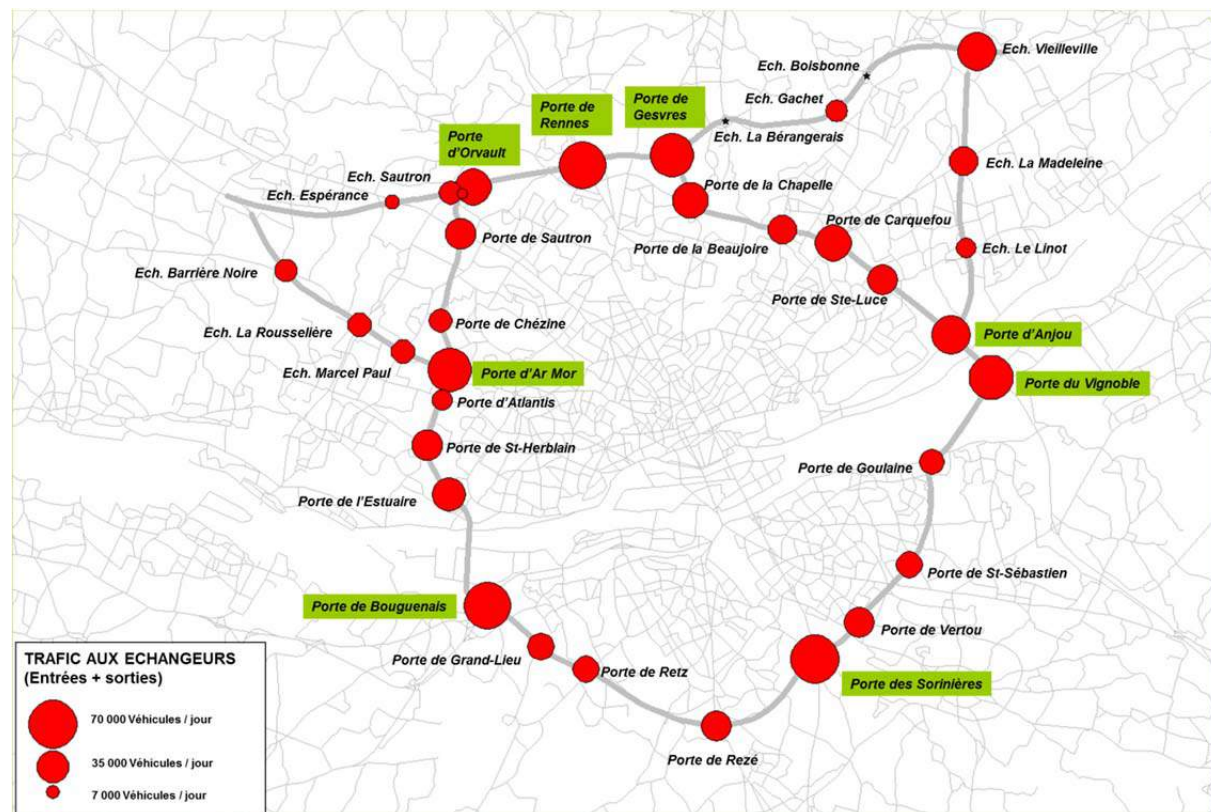 Ech. Vieilleville
Ech. Boisbonne
Ech. Gachet
Porte de
Gesvres
Porte de
Rennes
Ech. La Bérangerais
Porte
d'Orvault
Ech. La Madeleine
Ech. Sautron
Ech. Espérance
Porte de la Chapelle
Porte de Carquefou
Porte de Sautron
Porte de la Beaujoire
Ech. Le Linot
Ech. Barrière Noire
Porte de Ste-Luce
Porte de Chézine
Ech. La Rousselière
Porte d'Anjou
Ech. Marcel Paul
Porte d'Ar Mor
Porte du Vignoble
Porte d'Atlantis
Porte de St-Herblain
Porte de Goulaine
Porte de l'Estuaire
Porte de St-Sébastien
Porte de Bouguenais
Porte de Vertou
Porte de Grand-Lieu
Porte de Retz
Porte des Sorinières
Porte de Rezé
TRAFIC AUX ECHANGEURS
(Entrées + sorties)
70 000 Véhicules / jour
35 000 Véhicules / jour
7 000 Véhicules / jour